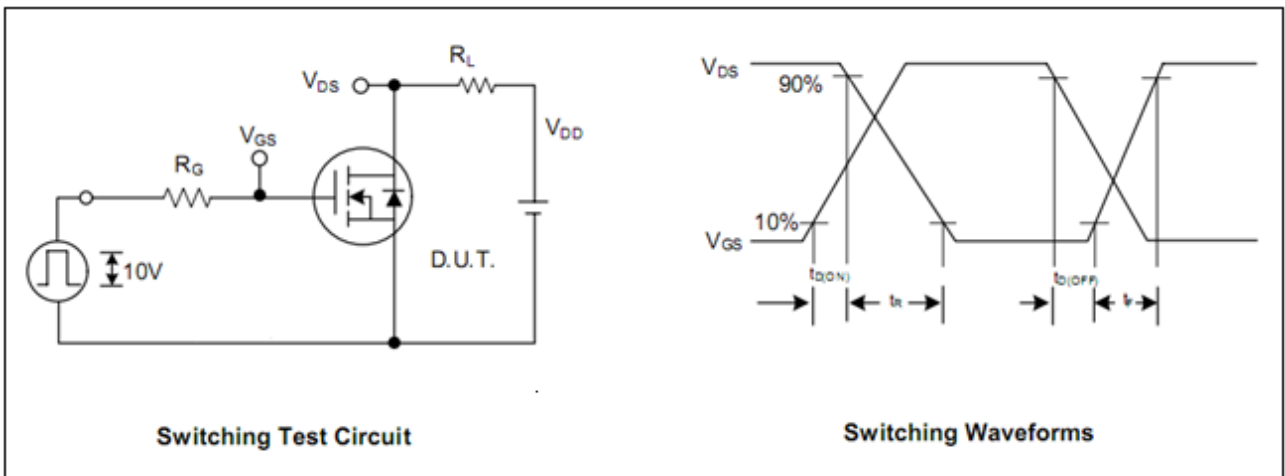 RL
VDS
VDD
VGS
RG
10V
D.U.T.
Switching Test Circuit
VDS
90%
10%
VGS
tD(ON)
tR
tD(OFF)
tF
Switching Waveforms